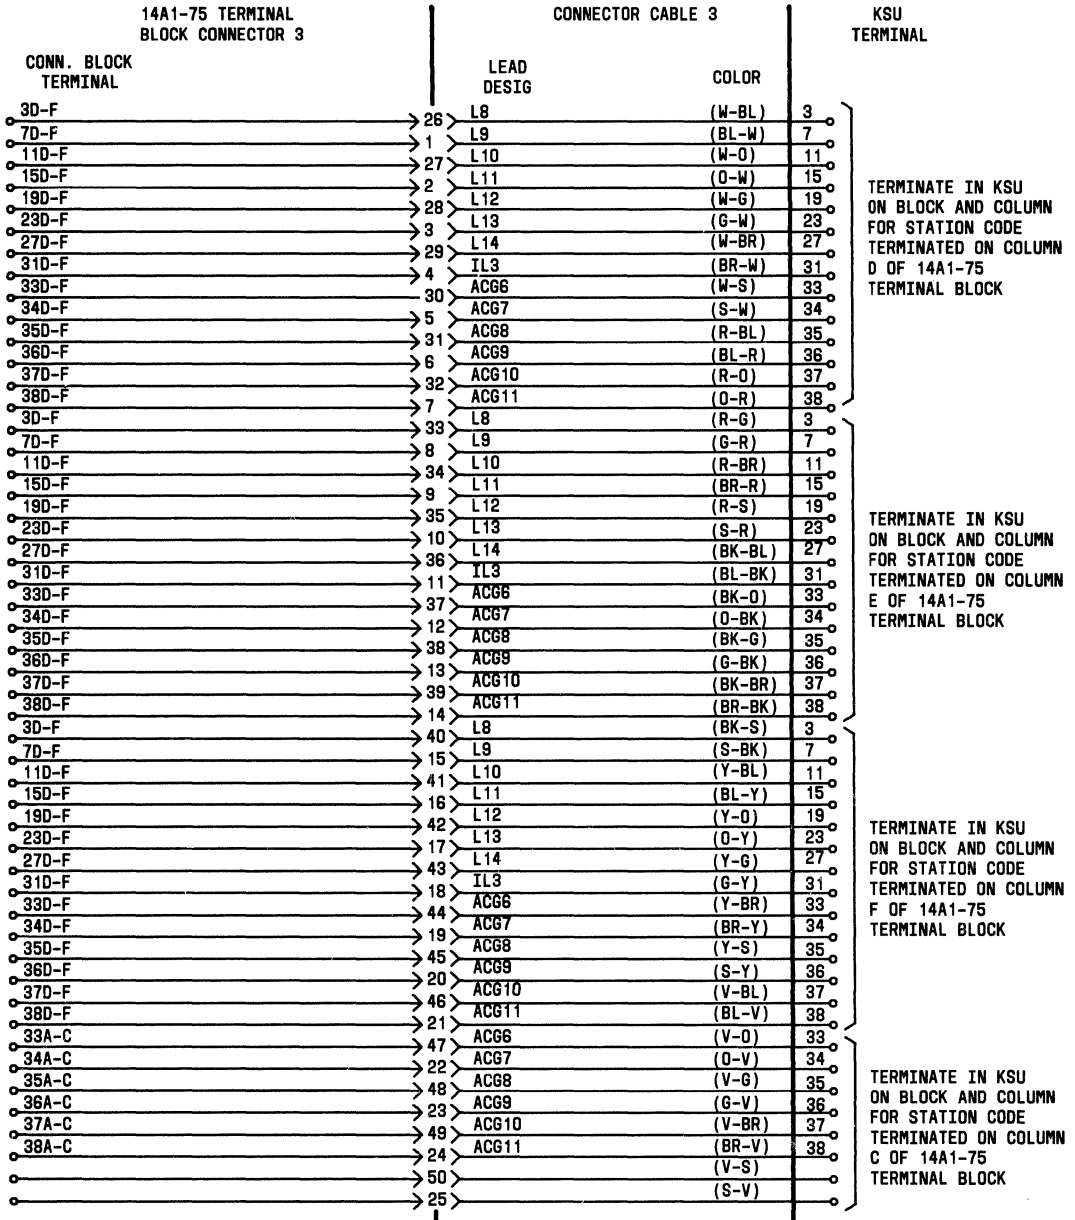 14A1-75 TERMINAL BLOCK CONNECTOR 3 CONNECTOR CABLE 3 KSU TERMINAL
CONN. BLOCK TERMINAL LEAD DESIG COLOR
3D-F 26 L8 (W-BL) 3
7D-F 1 L9 (BL-W) 7
11D-F 27 L10 (W-O) 11
15D-F 2 L11 (O-W) 15
19D-F 28 L12 (W-G) 19
23D-F 3 L13 (G-W) 23
27D-F 29 L14 (W-BR) 27
31D-F 4 IL3 (BR-W) 31
33D-F 30 ACG6 (W-S) 33
34D-F 5 ACG7 (S-W) 34
35D-F 31 ACG8 (R-BL) 35
36D-F 6 ACG9 (BL-R) 36
37D-F 32 ACG10 (R-O) 37
38D-F 7 ACG11 (O-R) 38
TERMINATE IN KSU
ON BLOCK AND COLUMN
FOR STATION CODE
TERMINATED ON COLUMN
D OF 14A1-75
TERMINAL BLOCK
3D-F 33 L8 (R-G) 3
7D-F 8 L9 (G-R) 7
11D-F 34 L10 (R-BR) 11
15D-F 9 L11 (BR-R) 15
19D-F 35 L12 (R-S) 19
23D-F 10 L13 (S-R) 23
27D-F 36 L14 (BK-BL) 27
31D-F 11 IL3 (BL-BK) 31
33D-F 37 ACG6 (BK-O) 33
34D-F 12 ACG7 (O-BK) 34
35D-F 38 ACG8 (BK-G) 35
36D-F 13 ACG9 (G-BK) 36
37D-F 39 ACG10 (BK-BR) 37
38D-F 14 ACG11 (BR-BK) 38
TERMINATE IN KSU
ON BLOCK AND COLUMN
FOR STATION CODE
TERMINATED ON COLUMN
E OF 14A1-75
TERMINAL BLOCK
3D-F 40 L8 (BK-S) 3
7D-F 15 L9 (S-BK) 7
11D-F 41 L10 (Y-BL) 11
15D-F 16 L11 (BL-Y) 15
19D-F 42 L12 (Y-O) 19
23D-F 17 L13 (O-Y) 23
27D-F 43 L14 (Y-G) 27
31D-F 18 IL3 (G-Y) 31
33D-F 44 ACG6 (Y-BR) 33
34D-F 19 ACG7 (BR-Y) 34
35D-F 45 ACG8 (Y-S) 35
36D-F 20 ACG9 (S-Y) 36
37D-F 46 ACG10 (V-BL) 37
38D-F 21 ACG11 (BL-V) 38
TERMINATE IN KSU
ON BLOCK AND COLUMN
FOR STATION CODE
TERMINATED ON COLUMN
F OF 14A1-75
TERMINAL BLOCK
33A-C 47 ACG6 (V-O) 33
34A-C 22 ACG7 (O-V) 34
35A-C 48 ACG8 (V-G) 35
36A-C 23 ACG9 (G-V) 36
37A-C 49 ACG10 (V-BR) 37
38A-C 24 ACG11 (BR-V) 38
50 (V-S)
25 (S-V)
TERMINATE IN KSU
ON BLOCK AND COLUMN
FOR STATION CODE
TERMINATED ON COLUMN
C OF 14A1-75
TERMINAL BLOCK